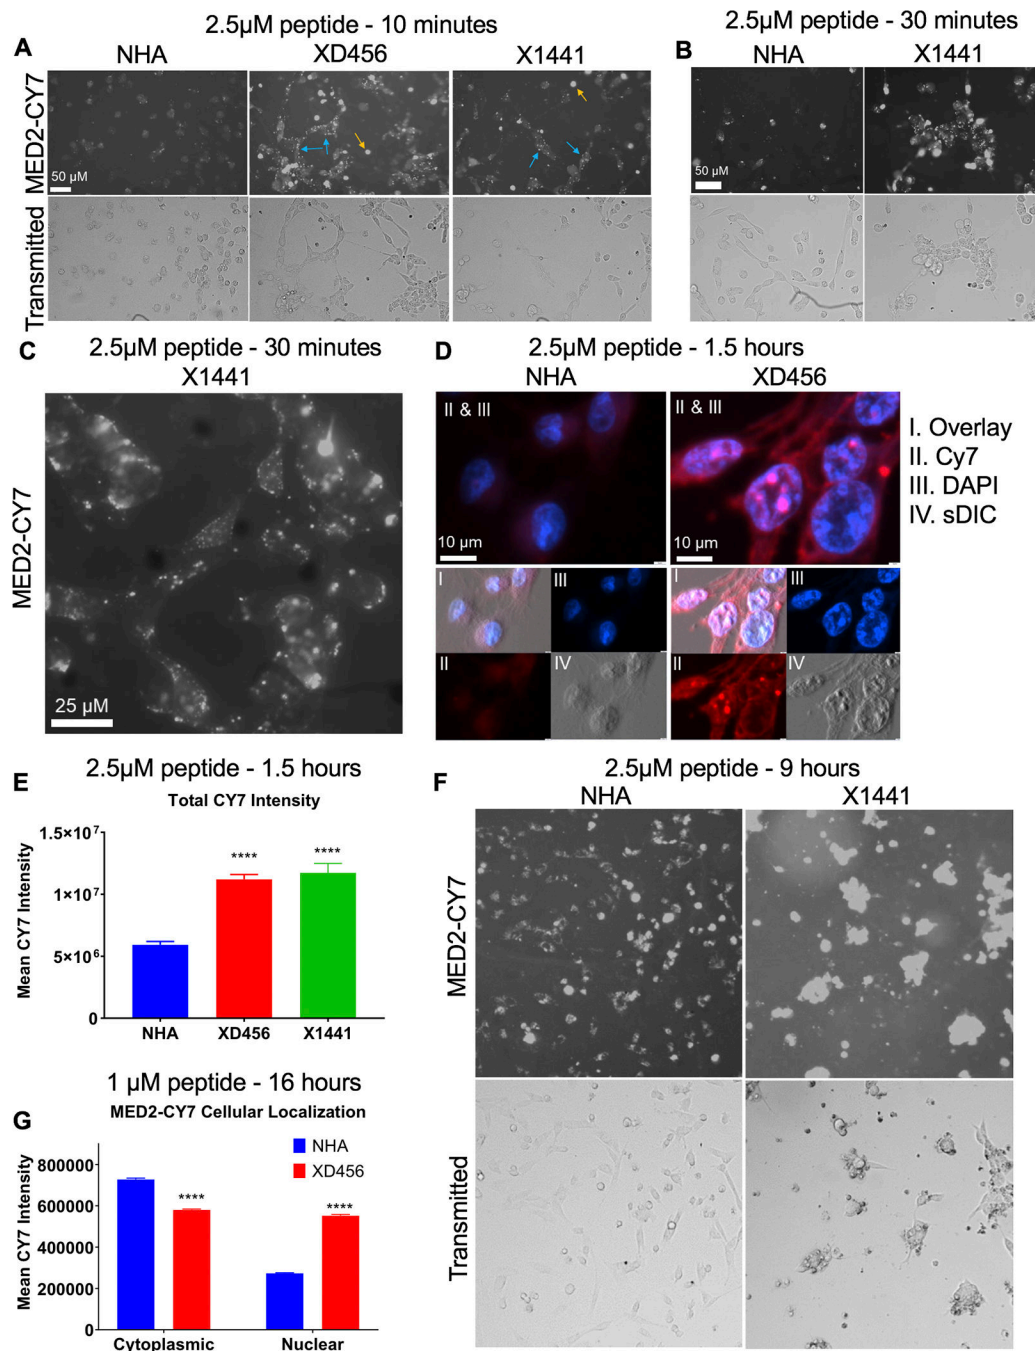 2.5µM peptide - 10 minutes
A
NHA
XD456
X1441
MED2-CY7
50 µM
Transmitted
2.5µM peptide - 30 minutes
B
NHA
X1441
C
2.5µM peptide - 30 minutes
X1441
MED2-CY7
25 µM
D
2.5µM peptide - 1.5 hours
NHA
XD456
II & III
10 µm
II & III
10 µm
I. Overlay
II. Cy7
III. DAPI
IV. sDIC
I
III
II
IV
I
III
II
IV
E
2.5µM peptide - 1.5 hours
Total CY7 Intensity
Mean CY7 Intensity
1.5×10⁷
1×10⁷
5×10⁶
0
****
****
NHA
XD456
X1441
2.5µM peptide - 9 hours
F
NHA
X1441
MED2-CY7
Transmitted
1 µM peptide - 16 hours
G
MED2-CY7 Cellular Localization
NHA
XD456
Mean CY7 Intensity
800000
600000
400000
200000
0
****
****
Cytoplasmic
Nuclear